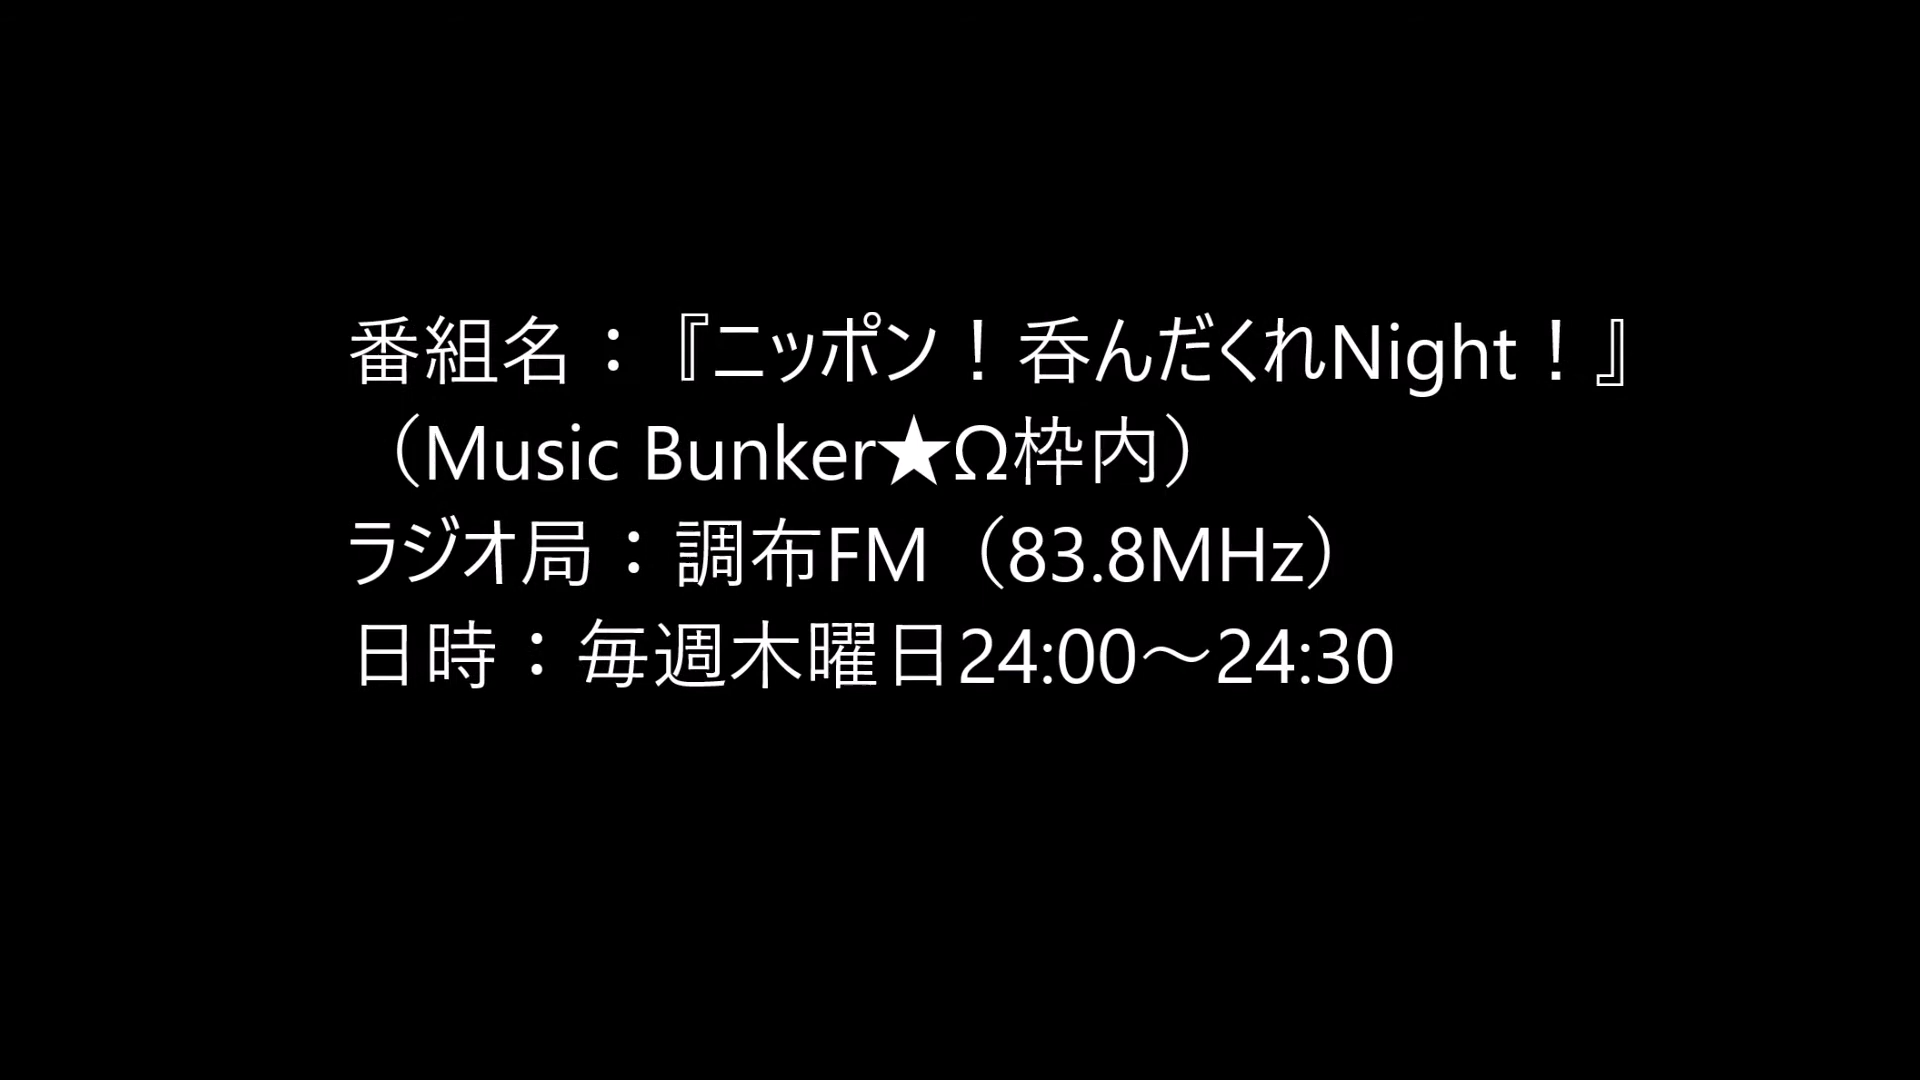 番組名：『ニッポン！呑んだくれNight！』
（Music Bunker★Ω枠内）
ラジオ局：調布FM（83.8MHz）
日時：毎週木曜日24:00～24:30